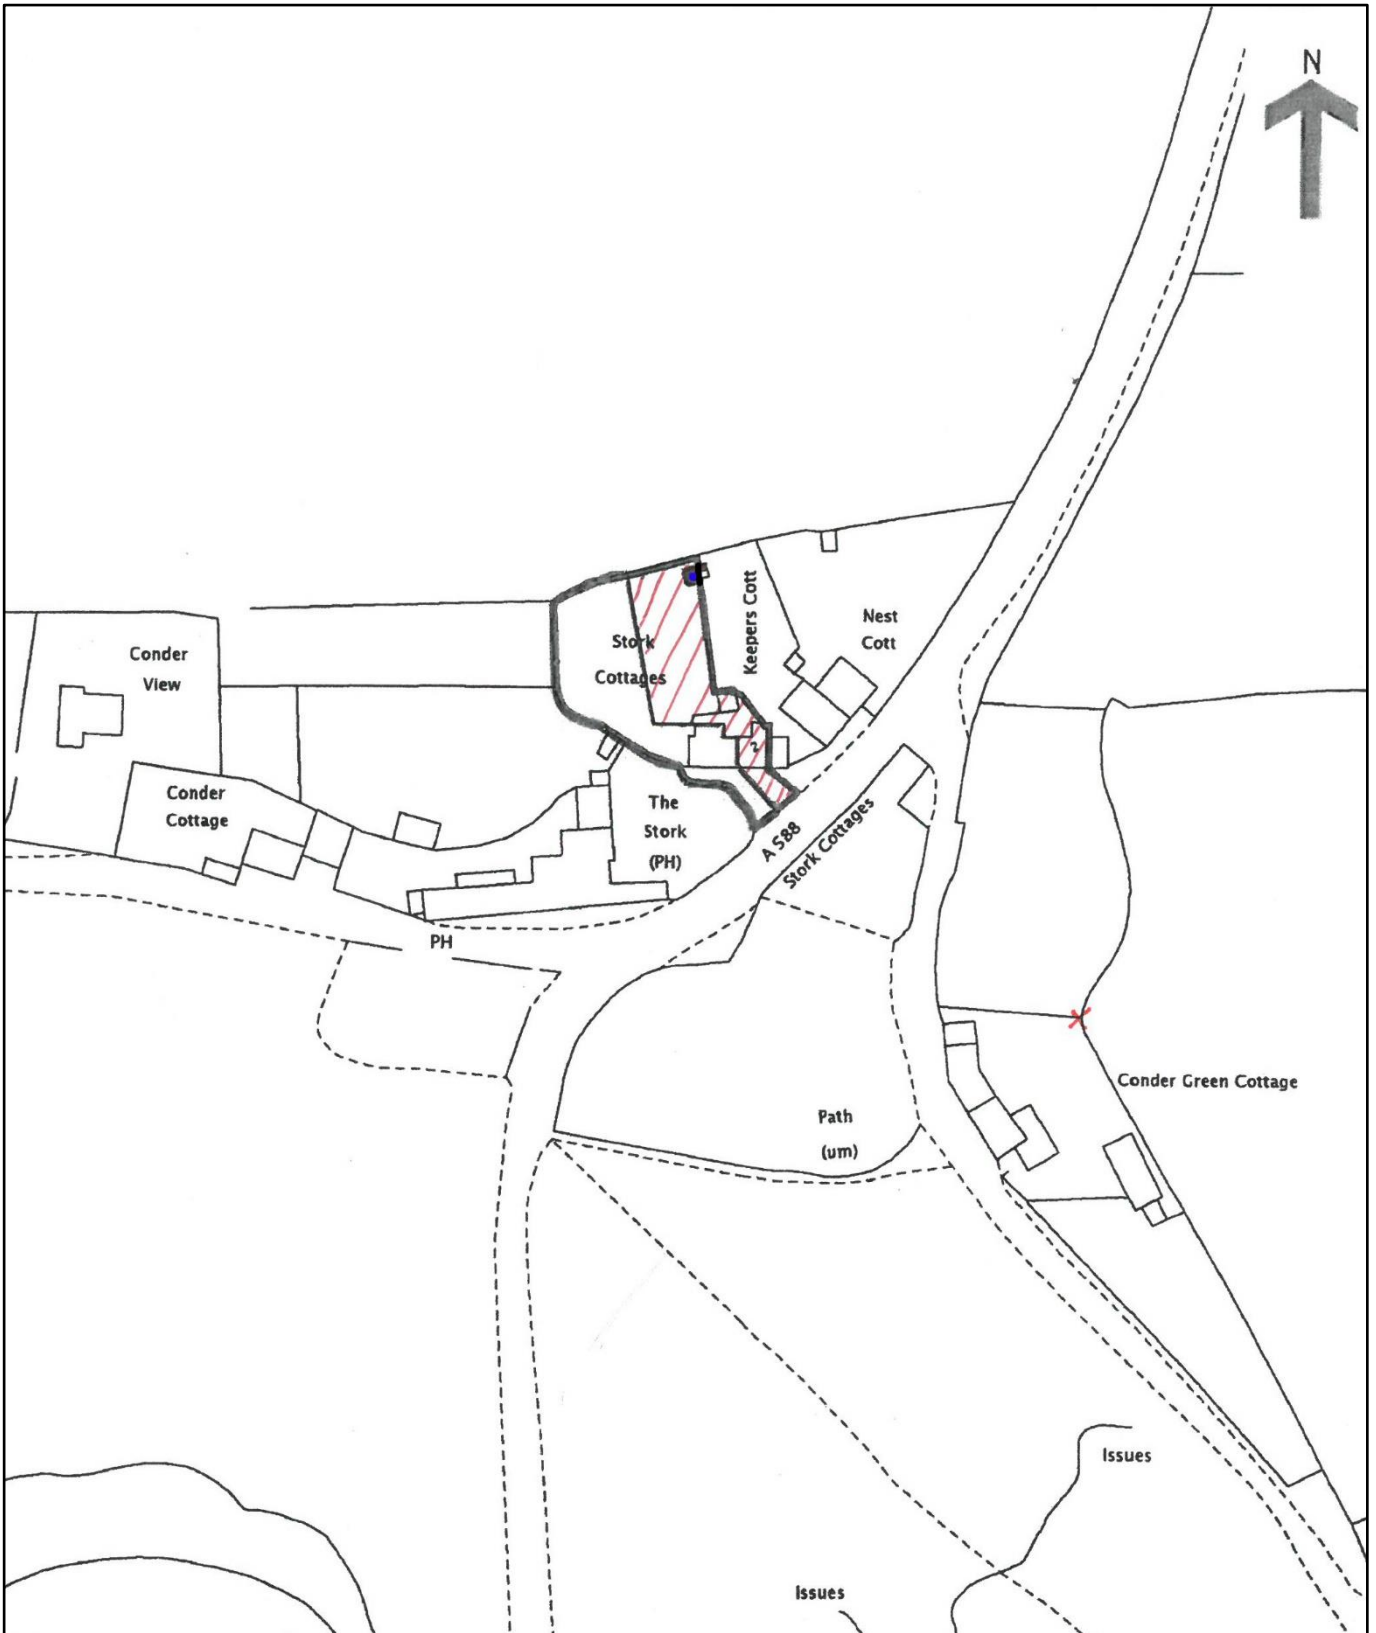 N
Keepers Cott
Nest
Cott
Stork
Cottages
Conder
View
2
Conder
Cottage
The
Stork
(PH)
A 588
Stork Cottages
PH
Conder Green Cottage
Path
(um)
Issues
Issues